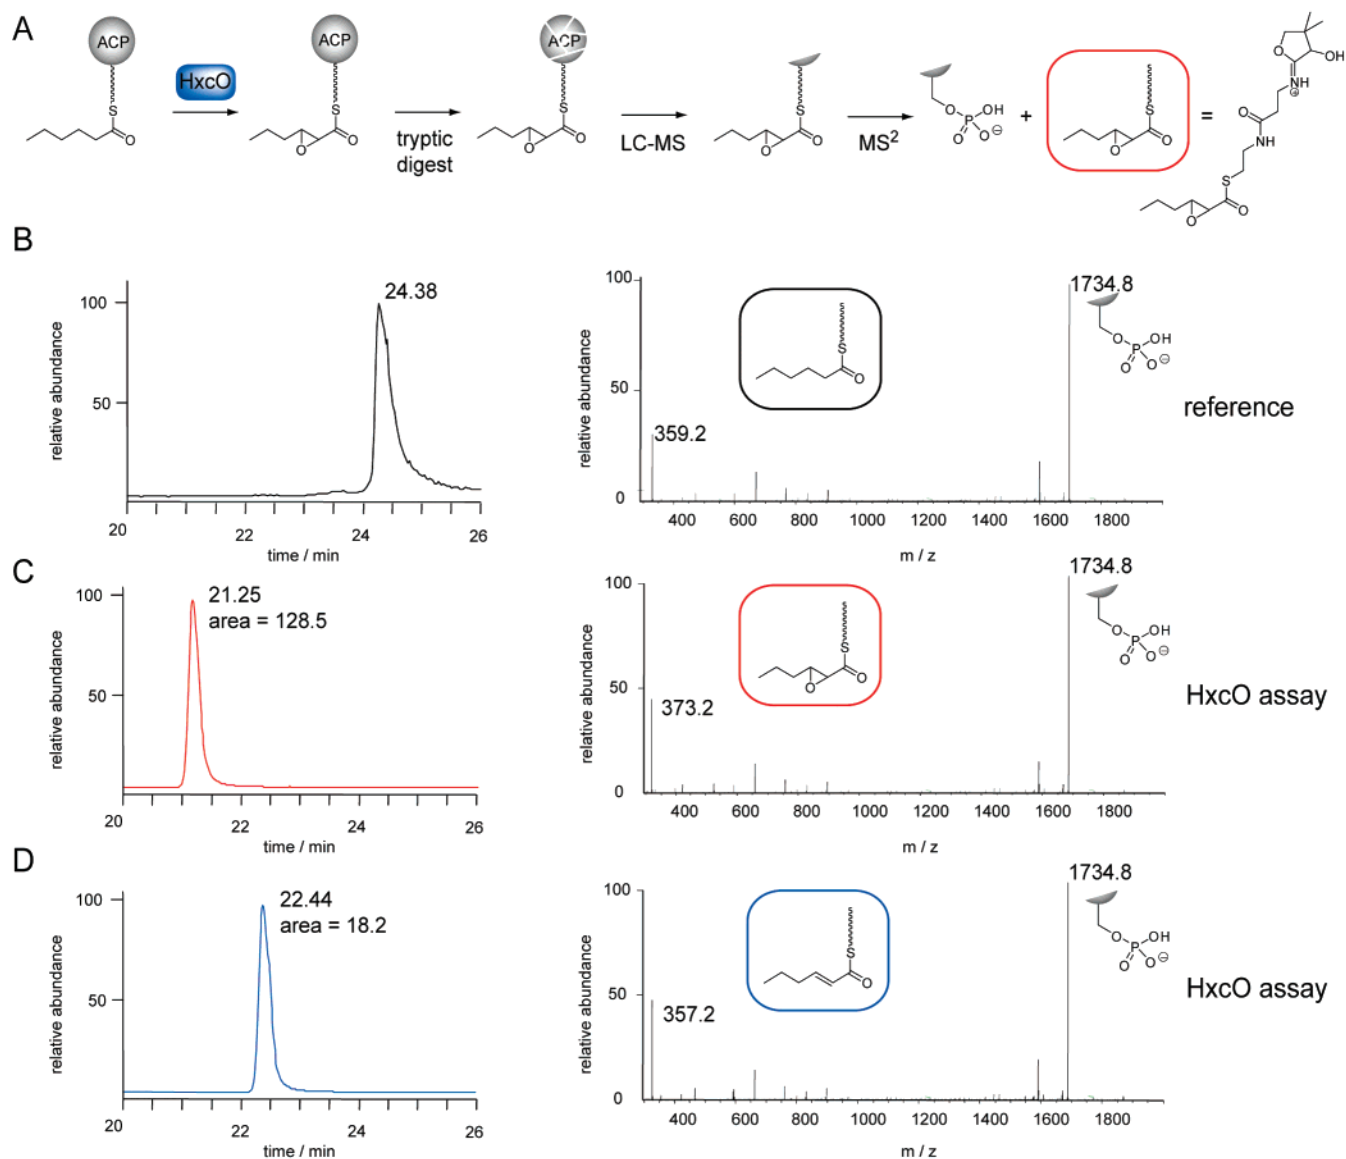 A
ACP
HxcO
ACP
ACP
S
O
S
O
O
tryptic
digest
S
O
O
LC-MS
S
O
O
MS2
O
P
OH
O
O⊖
+
S
O
O
=
O
OH
NH
⊕
O
NH
S
O
O
B
relative abundance
100
50
24.38
20
22
24
26
time / min
relative abundance
100
50
0
359.2
S
O
1734.8
O
OH
P
O
O⊖
400
600
800
1000
1200
1400
1600
1800
m / z
reference
C
relative abundance
100
50
21.25
area = 128.5
20
22
24
26
time / min
relative abundance
100
50
0
373.2
S
O
O
1734.8
O
OH
P
O
O⊖
400
600
800
1000
1200
1400
1600
1800
m / z
HxcO assay
D
relative abundance
100
50
22.44
area = 18.2
20
22
24
26
time / min
relative abundance
100
50
0
357.2
S
O
1734.8
O
OH
P
O
O⊖
400
600
800
1000
1200
1400
1600
1800
m / z
HxcO assay